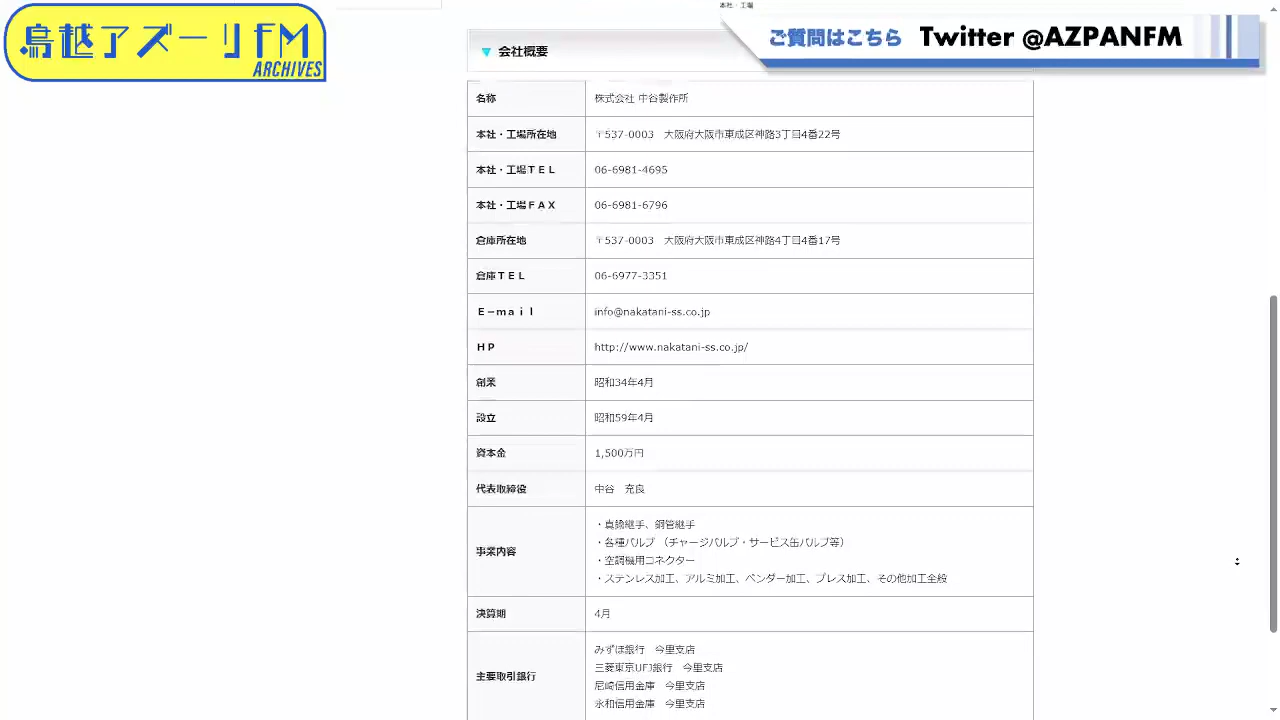 本社・工場
鳥越アズーリFM
ARCHIVES
ご質問はこちら Twitter @AZPANFM
▼ 会社概要
名称 株式会社 中谷製作所
本社・工場所在地 〒537-0003 大阪府大阪市東成区神路3丁目4番22号
本社・工場ＴＥＬ 06-6981-4695
本社・工場ＦＡＸ 06-6981-6796
倉庫所在地 〒537-0003 大阪府大阪市東成区神路4丁目4番17号
倉庫ＴＥＬ 06-6977-3351
Ｅ－ｍａｉｌ info@nakatani-ss.co.jp
ＨＰ http://www.nakatani-ss.co.jp/
創業 昭和34年4月
設立 昭和59年4月
資本金 1,500万円
代表取締役 中谷 充良
事業内容
・真鍮継手、銅管継手
・各種バルブ （チャージバルブ・サービス缶バルブ等）
・空調機用コネクター
・ステンレス加工、アルミ加工、ベンダー加工、プレス加工、その他加工全般
決算期 4月
主要取引銀行
みずほ銀行 今里支店
三菱東京UFJ銀行 今里支店
尼崎信用金庫 今里支店
永和信用金庫 今里支店